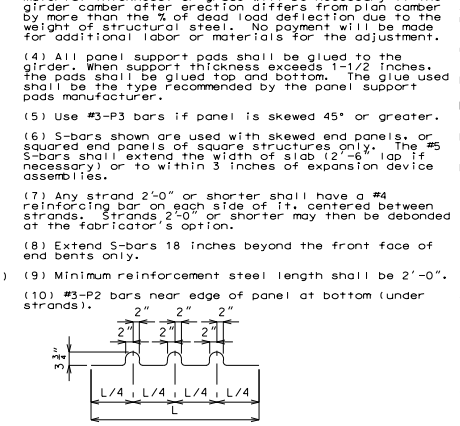 girder camber after erection differs from plan camber
by more than the % of dead load deflection due to the
weight of structural steel. No payment will be made
for additional labor or materials for the adjustment.
(4) All panel support pads shall be glued to the
girder. When support thickness exceeds 1-1/2 inches,
the pads shall be glued top and bottom. The glue used
shall be the type recommended by the panel support
pads manufacturer.
(5) Use #3-P3 bars if panel is skewed 45° or greater.
(6) S-bars shown are used with skewed end panels, or
squared end panels of square structures only. The #5
S-bars shall extend the width of slab (2'-6" lap if
necessary) or to within 3 inches of expansion device
assemblies.
(7) Any strand 2'-0" or shorter shall have a #4
reinforcing bar on each side of it, centered between
strands. Strands 2'-0" or shorter may then be debonded
at the fabricator's option.
(8) Extend S-bars 18 inches beyond the front face of
end bents only.
) (9) Minimum reinforcement steel length shall be 2'-0".
(10) #3-P2 bars near edge of panel at bottom (under
strands).
2" 2" 2"
2" 2" 2"
3 3/4"
L/4 L/4 L/4 L/4
L